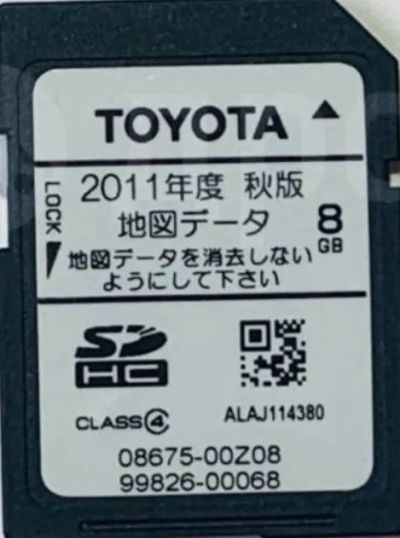 TOYOTA ▲
2011年度 秋版
地図データ
8
GB
LOCK
地図データを消去しない
ようにして下さい
SD
HC
CLASS④
ALAJ114380
08675-00Z08
99826-00068